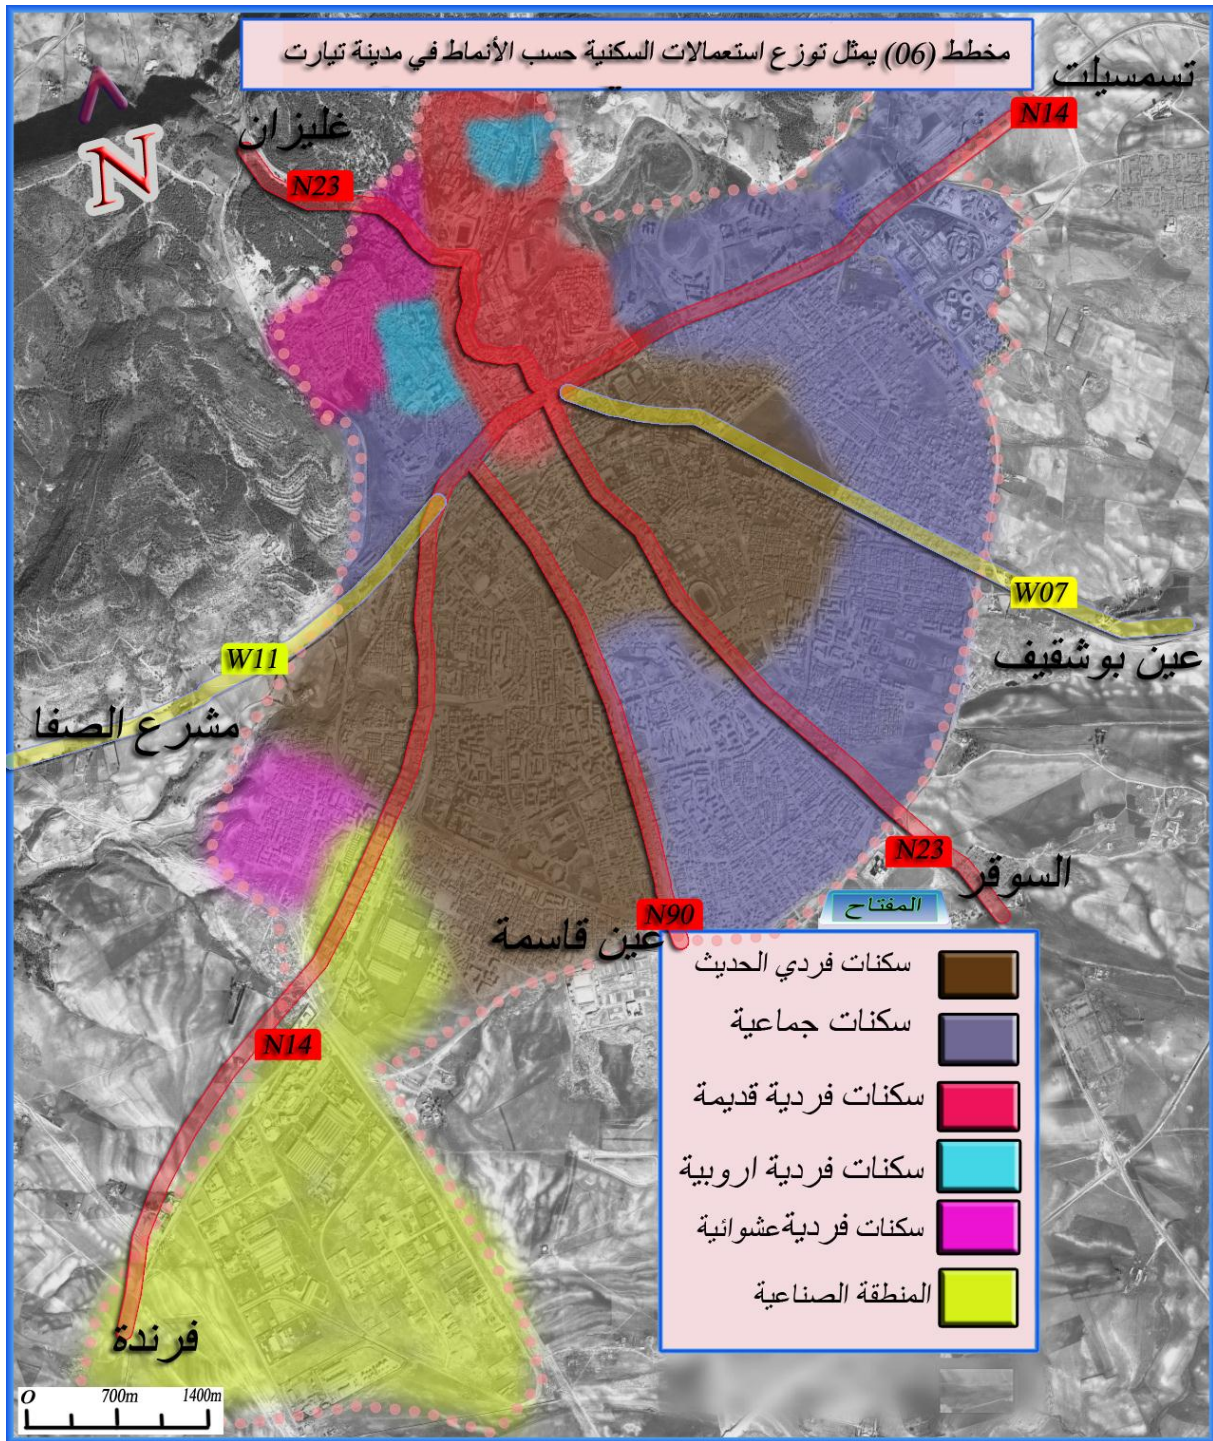 مخطط (06) يمثل توزع استعمالات السكنية حسب الأنماط في مدينة تيارت
تسمسيلت
N14
غليزان
N23
N
W07
عين بوشقيف
W11
مشرع الصفا
N23
السوقر
N90
عين قاسمة
المفتاح
سكنات فردي الحديث
سكنات جماعية
سكنات فردية قديمة
سكنات فردية اروبية
سكنات فردية عشوائية
المنطقة الصناعية
N14
فرندة
O 700m 1400m